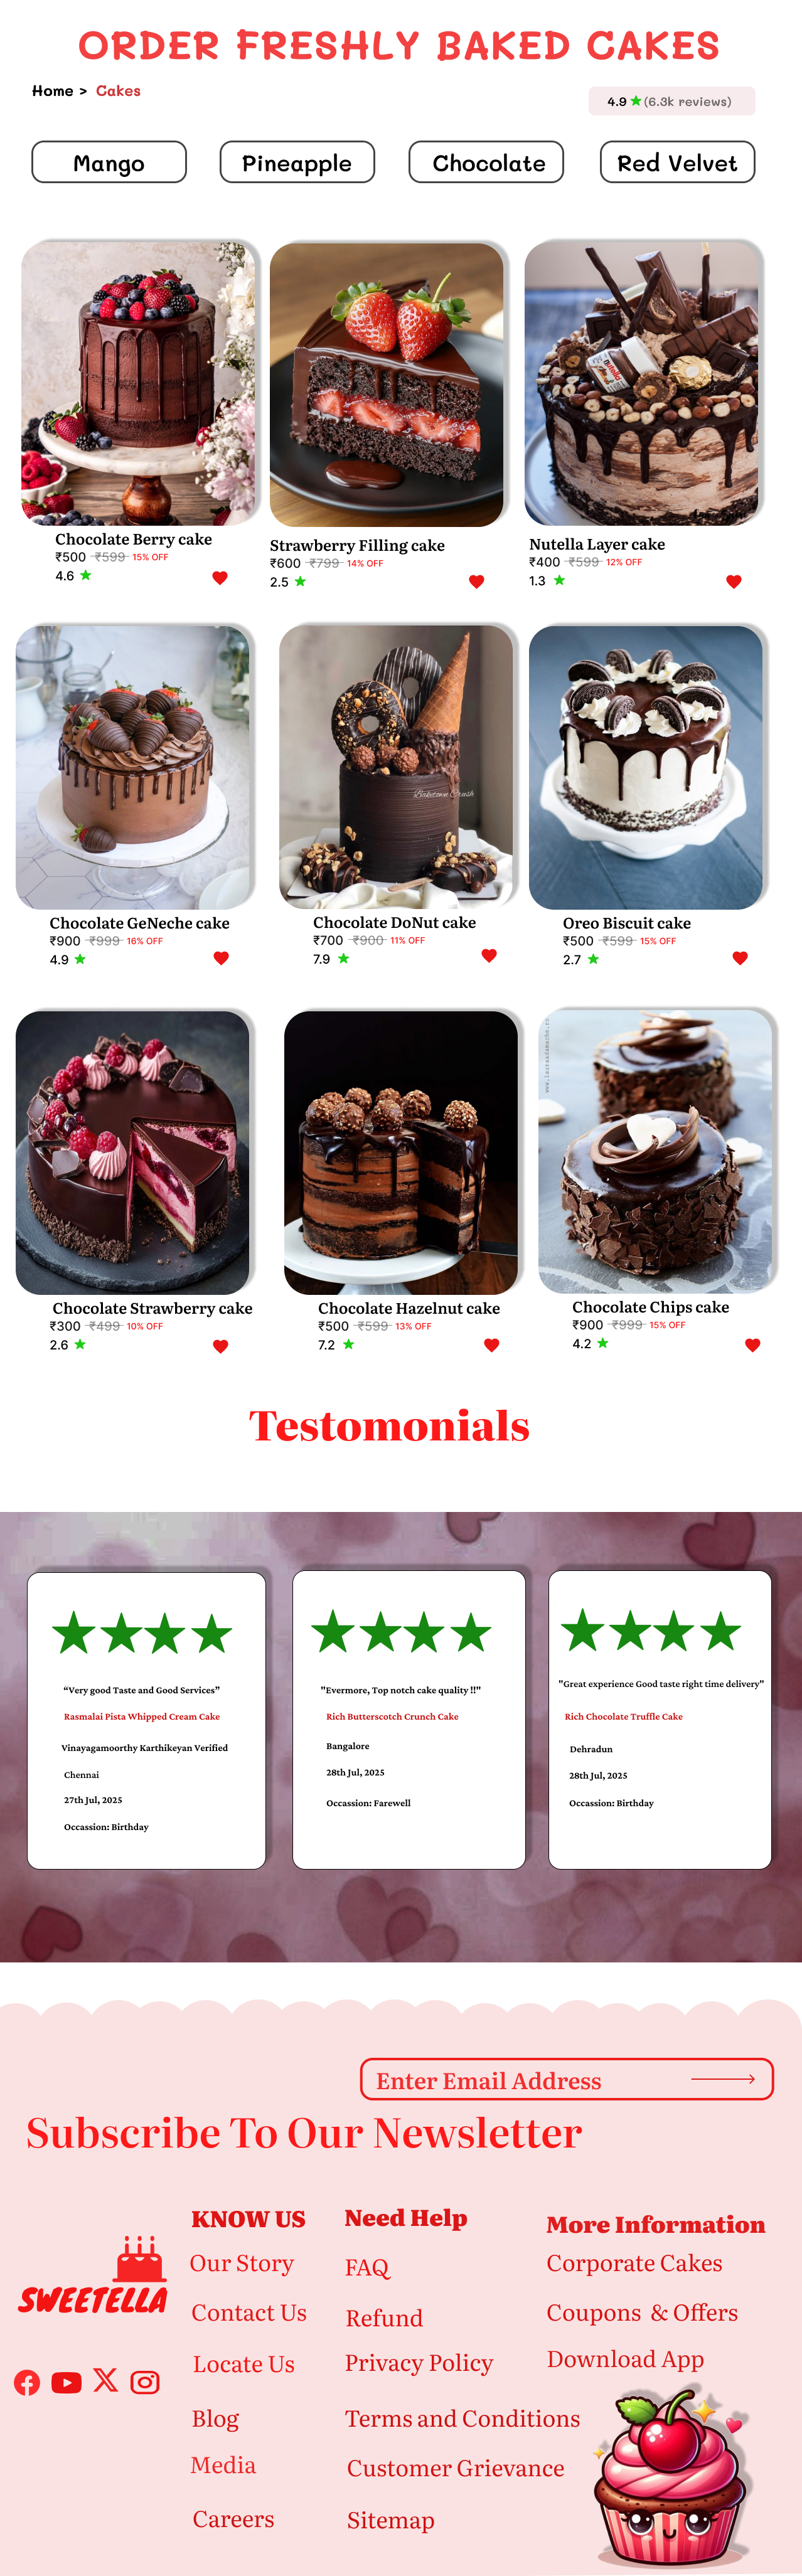 ORDER FRESHLY BAKED CAKES
Home > Cakes
4.9 ★ (6.3k reviews)
Mango
Pineapple
Chocolate
Red Velvet
nutella
Chocolate Berry cake
₹500 ₹599 15% OFF
4.6
Strawberry Filling cake
₹600 ₹799 14% OFF
2.5
Nutella Layer cake
₹400 ₹599 12% OFF
1.3
Baketown Crush
Chocolate GeNeche cake
₹900 ₹999 16% OFF
4.9
Chocolate DoNut cake
₹700 ₹900 11% OFF
7.9
Oreo Biscuit cake
₹500 ₹599 15% OFF
2.7
Chocolate Strawberry cake
₹300 ₹499 10% OFF
2.6
Chocolate Hazelnut cake
₹500 ₹599 13% OFF
7.2
Chocolate Chips cake
₹900 ₹999 15% OFF
4.2
Testomonials
“Very good Taste and Good Services”
Rasmalai Pista Whipped Cream Cake
Vinayagamoorthy Karthikeyan Verified
Chennai
27th Jul, 2025
Occassion: Birthday
"Evermore, Top notch cake quality !!"
Rich Butterscotch Crunch Cake
Bangalore
28th Jul, 2025
Occassion: Farewell
"Great experience Good taste right time delivery"
Rich Chocolate Truffle Cake
Dehradun
28th Jul, 2025
Occassion: Birthday
Enter Email Address
Subscribe To Our Newsletter
SWEETELLA
KNOW US
Our Story
Contact Us
Locate Us
Blog
Media
Careers
Need Help
FAQ
Refund
Privacy Policy
Terms and Conditions
Customer Grievance
Sitemap
More Information
Corporate Cakes
Coupons & Offers
Download App